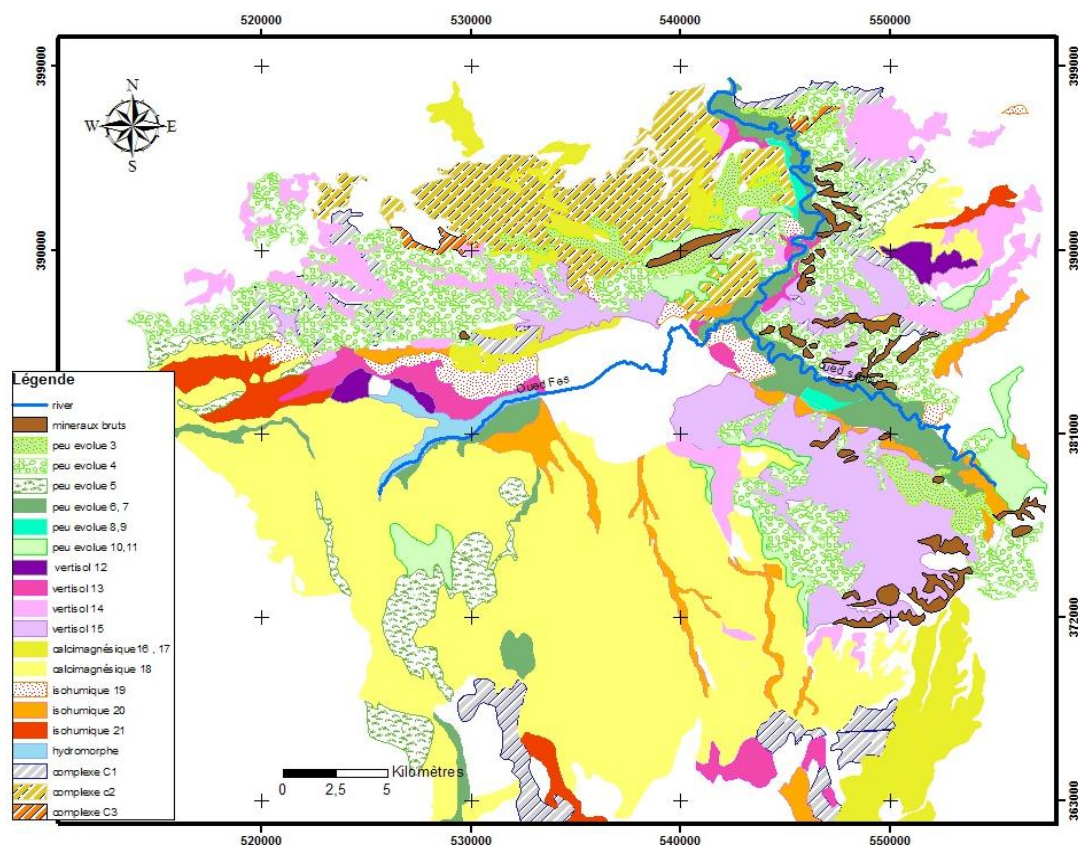 520000 530000 540000 550000
399000 399000
N
W E
S
390000 390000
Oued Fas
Légende
river
mineraux bruts
381000 381000
peu evolue 3
peu evolue 4
peu evolue 5
peu evolue 6, 7
peu evolue 8,9
peu evolue 10,11
vertisol 12
vertisol 13
vertisol 14
372000 372000
vertisol 15
calcimagnésique16 , 17
calcimagnésique 18
isohumique 19
isohumique 20
isohumique 21
hydromorphe
complexe C1
complexe c2
complexe C3
Kilomètres
0 2,5 5
363000 363000
520000 530000 540000 550000